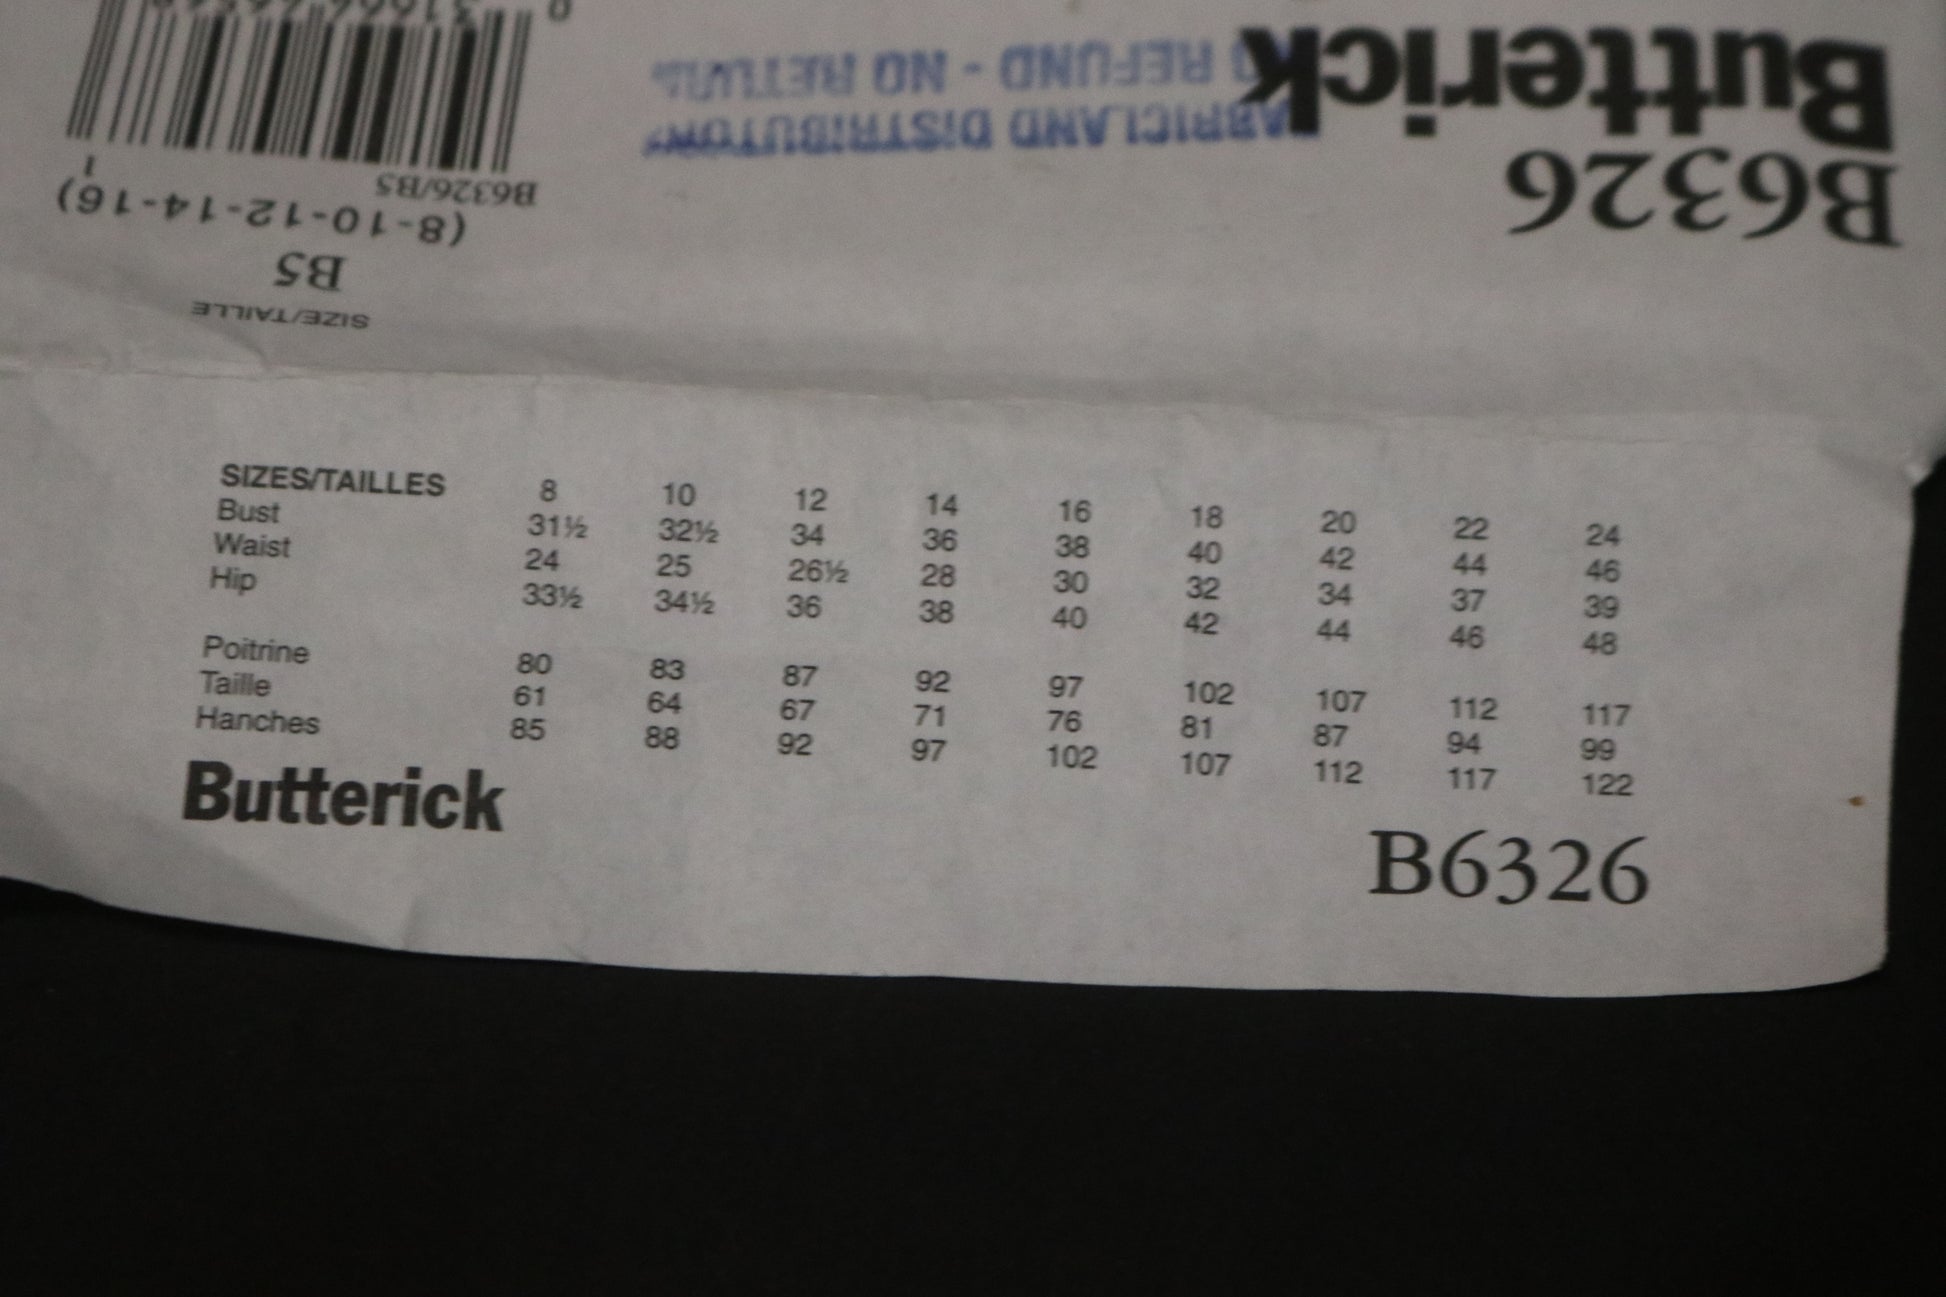 Butterick
B6326
FABRICLAND DISTRIBUTORS
NO REFUND - NO RETURN
B6326/B5
1
(8-10-12-14-16)
B5
SIZE/TAILLE
SIZES/TAILLES 8 10 12 14 16 18 20 22 24
Bust 31½ 32½ 34 36 38 40 42 44 46
Waist 24 25 26½ 28 30 32 34 37 39
Hip 33½ 34½ 36 38 40 42 44 46 48
Poitrine 80 83 87 92 97 102 107 112 117
Taille 61 64 67 71 76 81 87 94 99
Hanches 85 88 92 97 102 107 112 117 122
Butterick
B6326